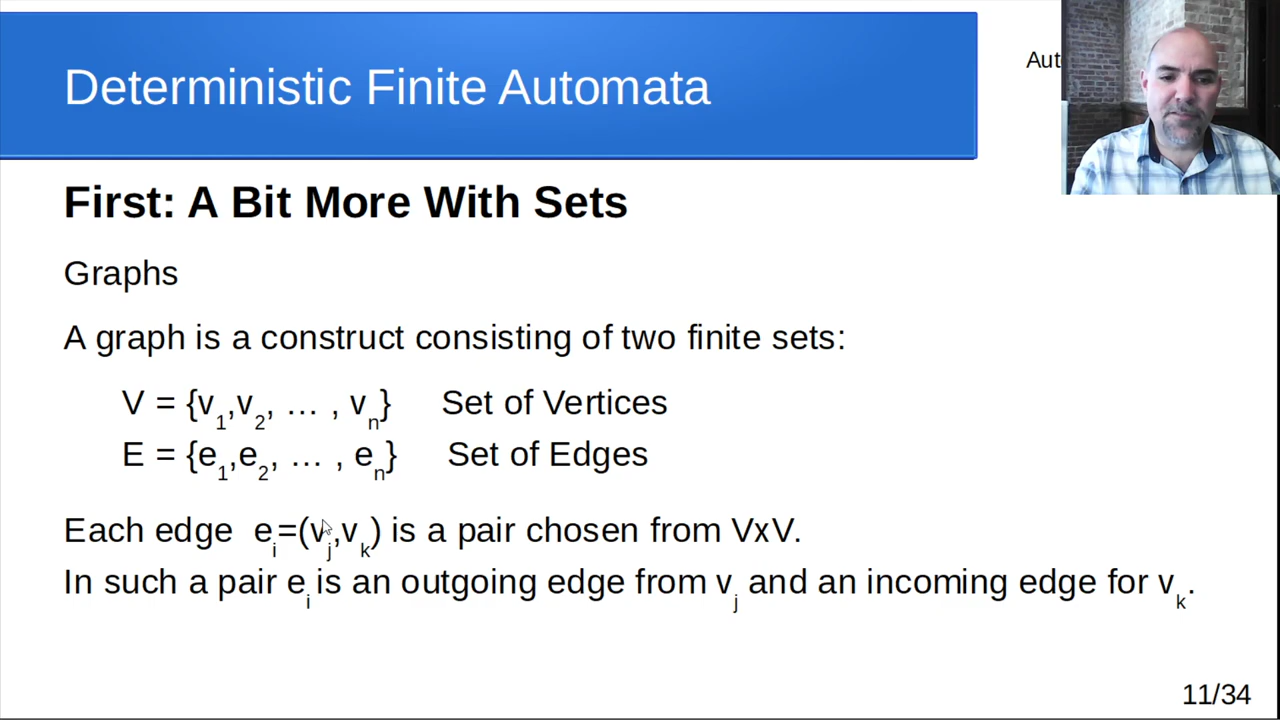 Deterministic Finite Automata
Aut
First: A Bit More With Sets
Graphs
A graph is a construct consisting of two finite sets:
V = {v1,v2, … , vn} Set of Vertices
E = {e1,e2, … , en} Set of Edges
Each edge ei=(vj,vk) is a pair chosen from VxV.
In such a pair ei is an outgoing edge from vj and an incoming edge for vk.
11/34